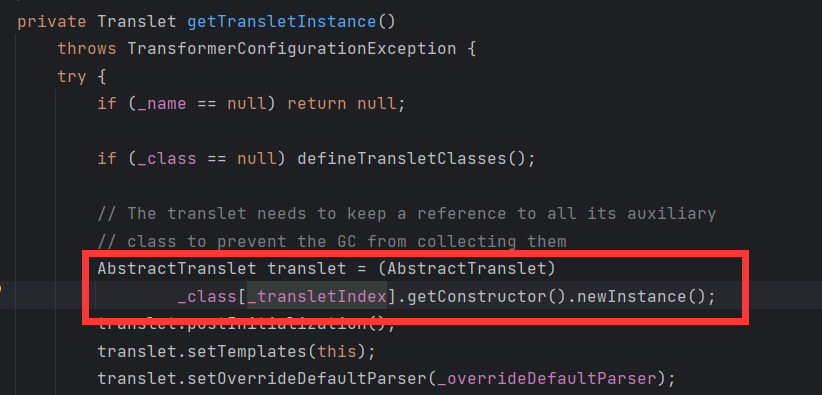 private Translet getTransletInstance()
throws TransformerConfigurationException {
try {
if (_name == null) return null;
if (_class == null) defineTransletClasses();
// The translet needs to keep a reference to all its auxiliary
// class to prevent the GC from collecting them
AbstractTranslet translet = (AbstractTranslet)
_class[_transletIndex].getConstructor().newInstance();
translet.postInitialization();
translet.setTemplates(this);
translet.setOverrideDefaultParser(_overrideDefaultParser);